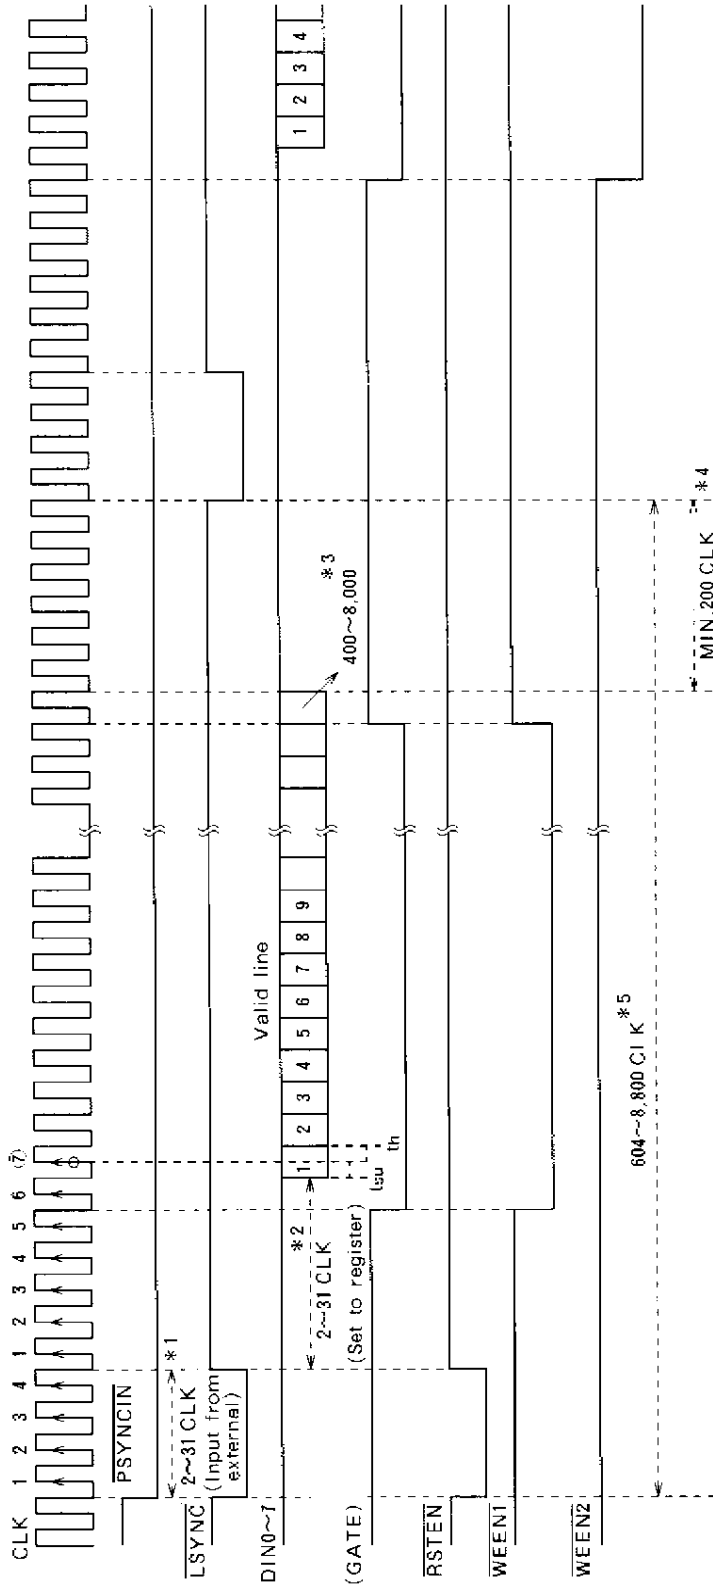 CLK 1 2 3 4 1 2 3 4 5 6 (7)
PSYNCIN
2~31 CLK *1
(Input from
external)
LSYNC
DIN0~7
Valid line
1 2 3 4 5 6 7 8 9
1 2 3 4
tsu th
400~8,000 *3
2~31 CLK *2
(Set to register)
(GATE)
RSTEN
WEEN1
WEEN2
604~8,800 CLK *5
MIN.200 CLK *4